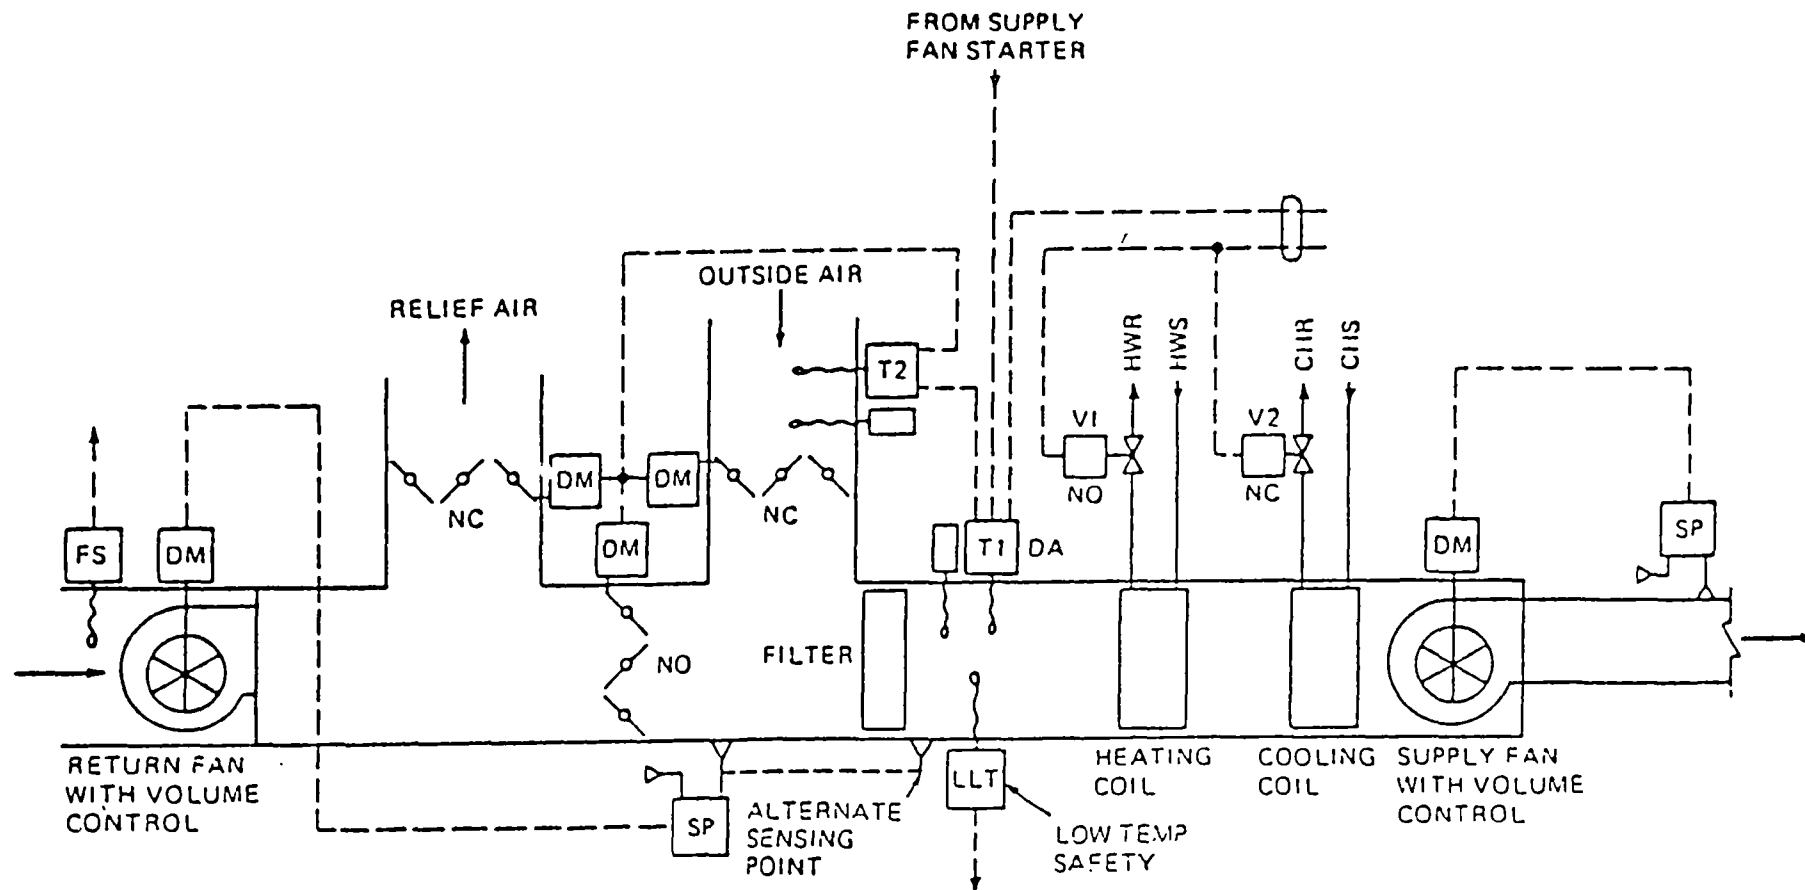 FROM SUPPLY
FAN STARTER
OUTSIDE AIR
RELIEF AIR
HWR
HWS
CHR
CHS
T2
V1
V2
DM
DM
NO
NC
NC
NC
SP
FS
DM
DM
T1
DA
DM
FILTER
NO
RETURN FAN
WITH VOLUME
CONTROL
SP
ALTERNATE
SENSING
POINT
LLT
LOW TEMP
SAFETY
HEATING
COIL
COOLING
COIL
SUPPLY FAN
WITH VOLUME
CONTROL